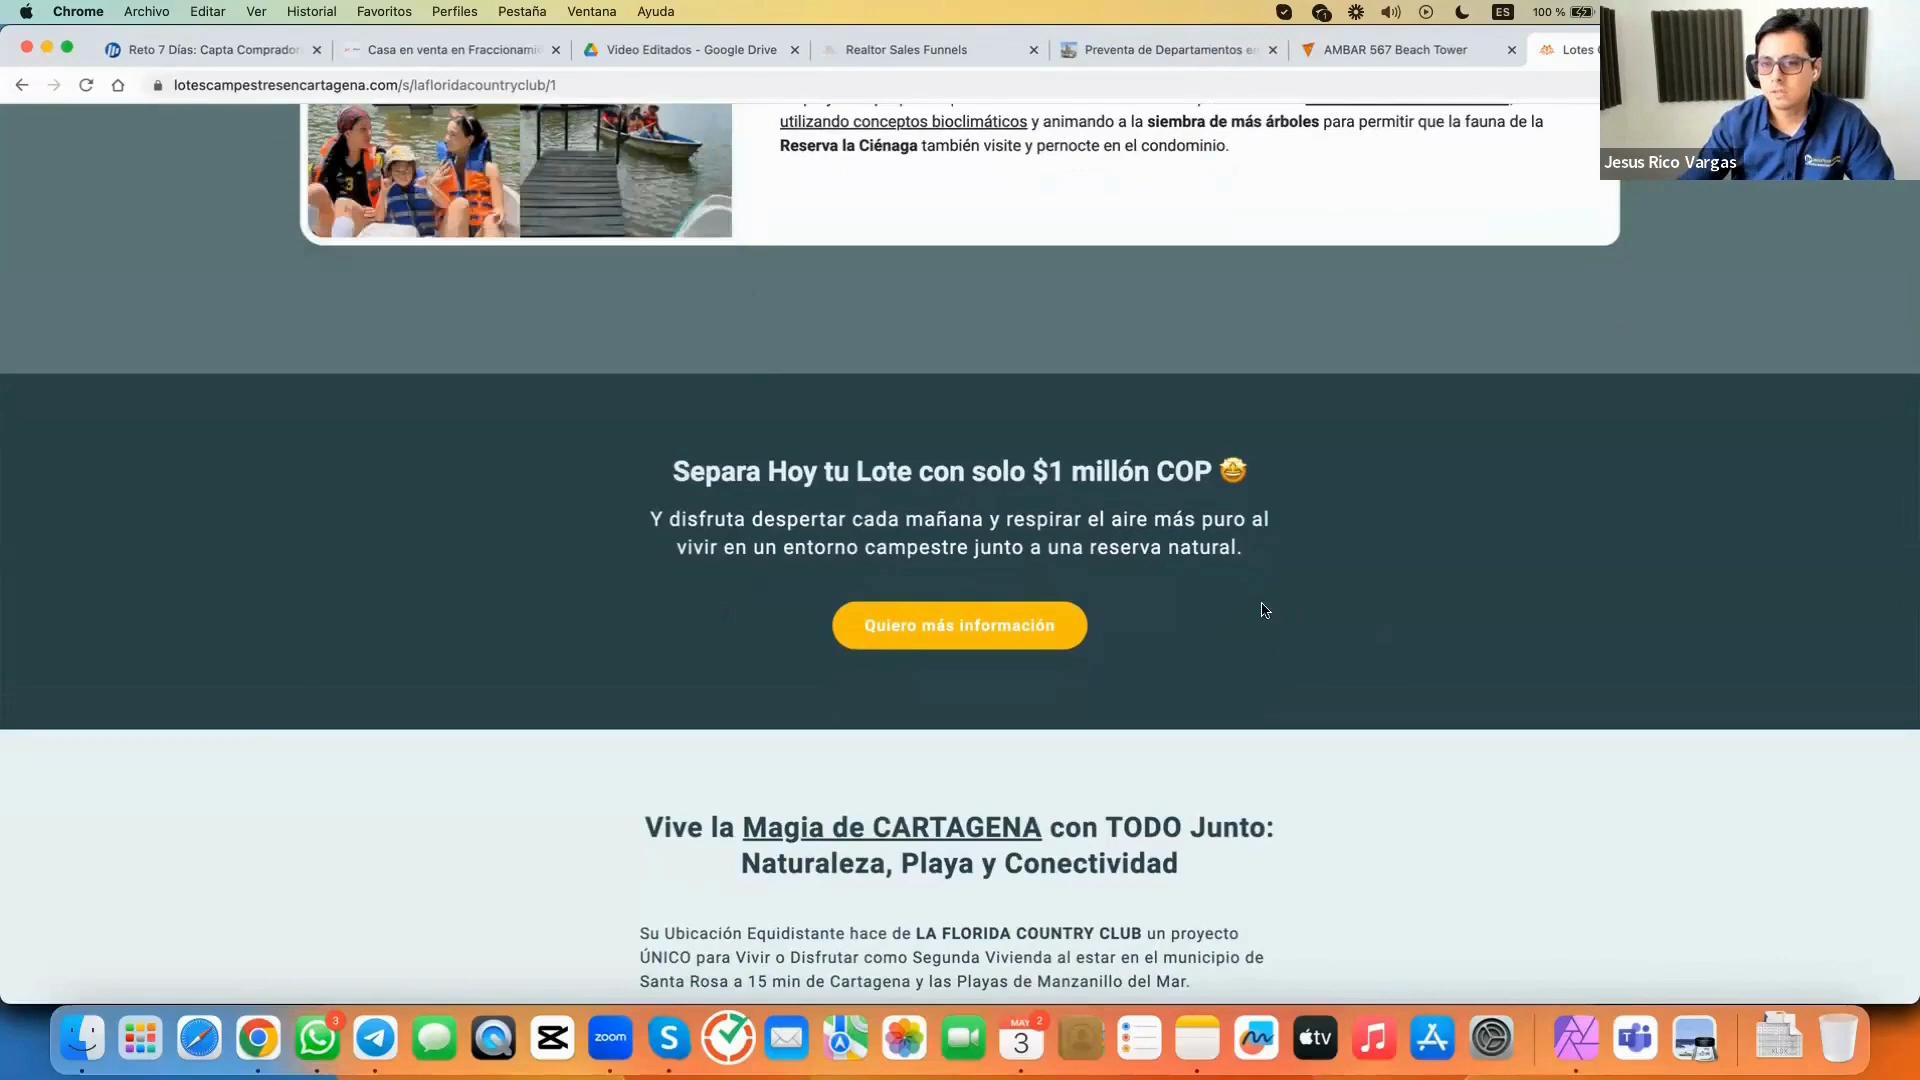 Chrome Archivo Editar Ver Historial Favoritos Perfiles Pestaña Ventana Ayuda ES 100 %
Reto 7 Días: Capta Comprador
Casa en venta en Fraccionami
Video Editados - Google Drive
Realtor Sales Funnels
Preventa de Departamentos e
AMBAR 567 Beach Tower
Lotes
lotescampestresencartagena.com/s/lafloridacountryclub/1
utilizando conceptos bioclimáticos y animando a la siembra de más árboles para permitir que la fauna de la
Reserva la Ciénaga también visite y pernocte en el condominio.
Jesus Rico Vargas
Separa Hoy tu Lote con solo $1 millón COP 🤩
Y disfruta despertar cada mañana y respirar el aire más puro al
vivir en un entorno campestre junto a una reserva natural.
Quiero más información
Vive la Magia de CARTAGENA con TODO Junto:
Naturaleza, Playa y Conectividad
Su Ubicación Equidistante hace de LA FLORIDA COUNTRY CLUB un proyecto
ÚNICO para Vivir o Disfrutar como Segunda Vivienda al estar en el municipio de
Santa Rosa a 15 min de Cartagena y las Playas de Manzanillo del Mar.
3
zoom
MAY 2
3
tv